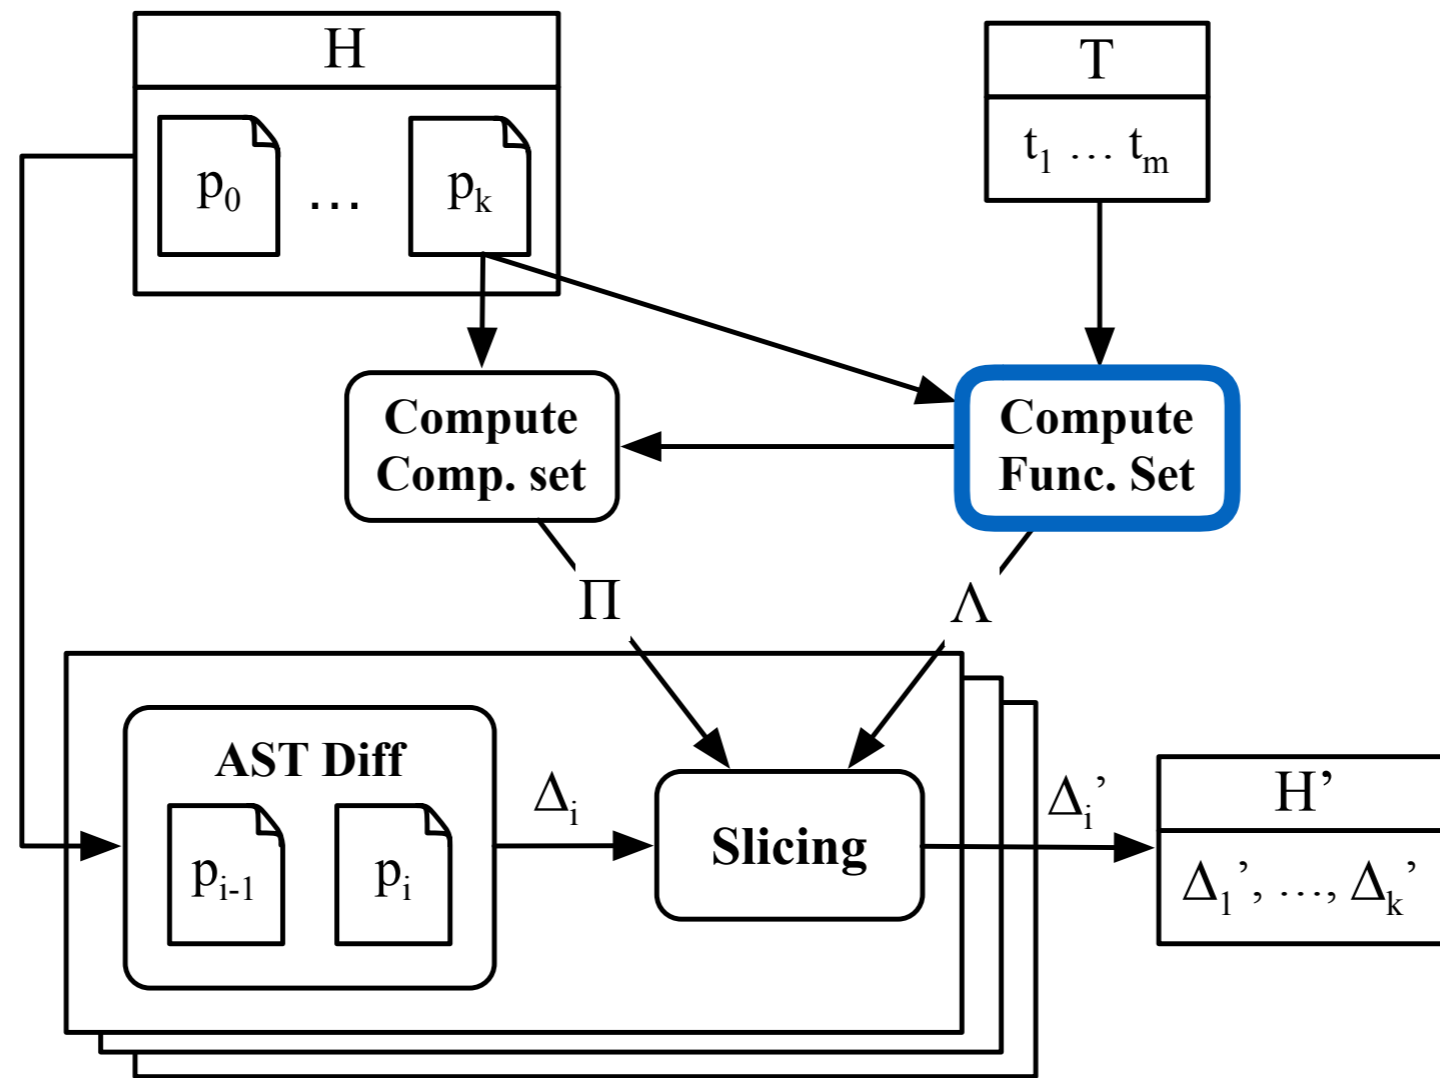 H
T
p₀ … pₖ
t₁ … tₘ
Compute
Comp. set
Compute
Func. Set
Π
Λ
AST Diff
pᵢ₋₁ pᵢ
Δᵢ
Slicing
Δᵢ’
H’
Δ₁’, …, Δₖ’